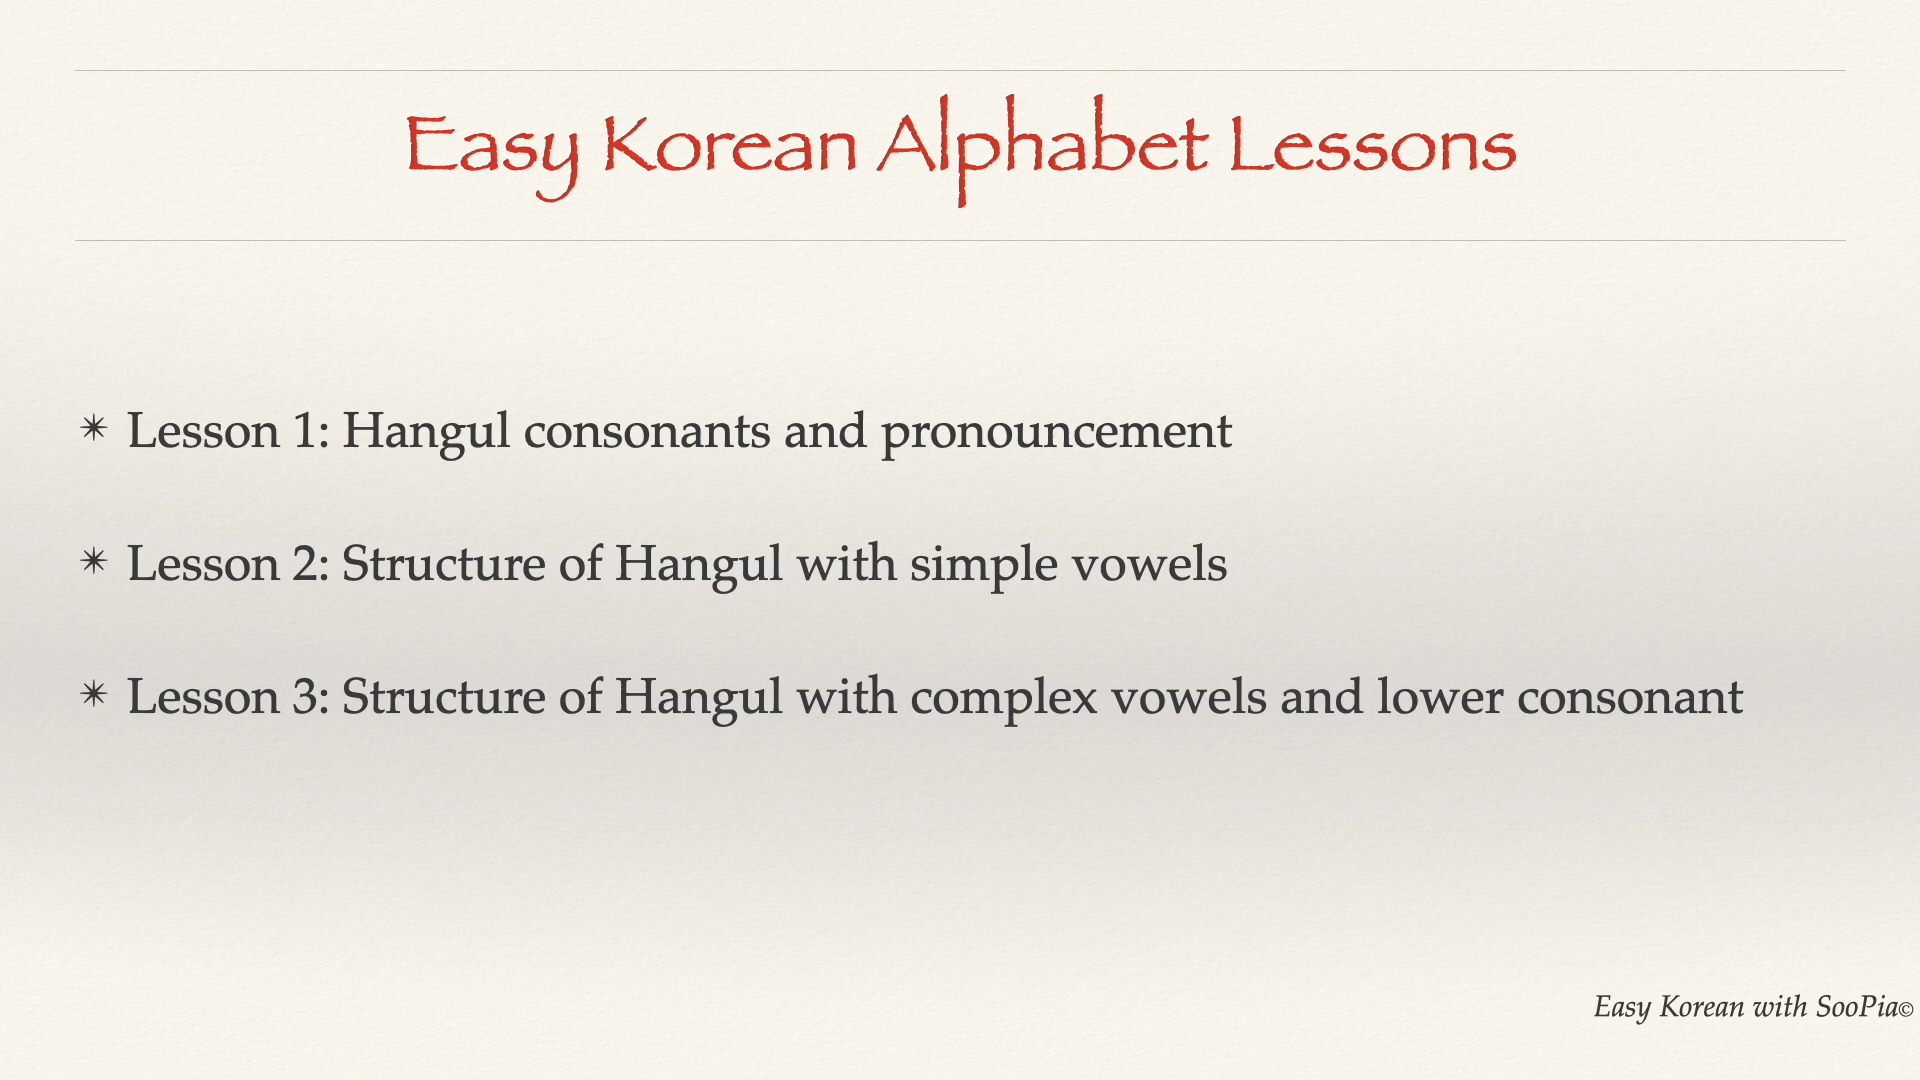 Easy Korean Alphabet Lessons
✴ Lesson 1: Hangul consonants and pronouncement
✴ Lesson 2: Structure of Hangul with simple vowels
✴ Lesson 3: Structure of Hangul with complex vowels and lower consonant
Easy Korean with SooPia©